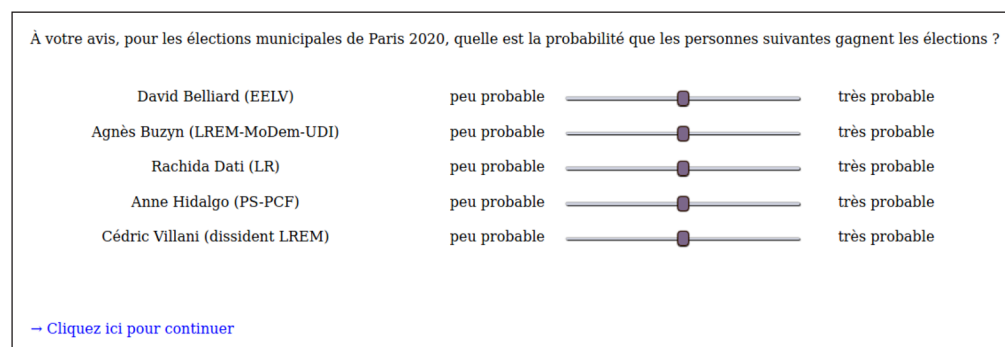 À votre avis, pour les élections municipales de Paris 2020, quelle est la probabilité que les personnes suivantes gagnent les élections ?
David Belliard (EELV) peu probable très probable
Agnès Buzyn (LREM-MoDem-UDI) peu probable très probable
Rachida Dati (LR) peu probable très probable
Anne Hidalgo (PS-PCF) peu probable très probable
Cédric Villani (dissident LREM) peu probable très probable
→ Cliquez ici pour continuer